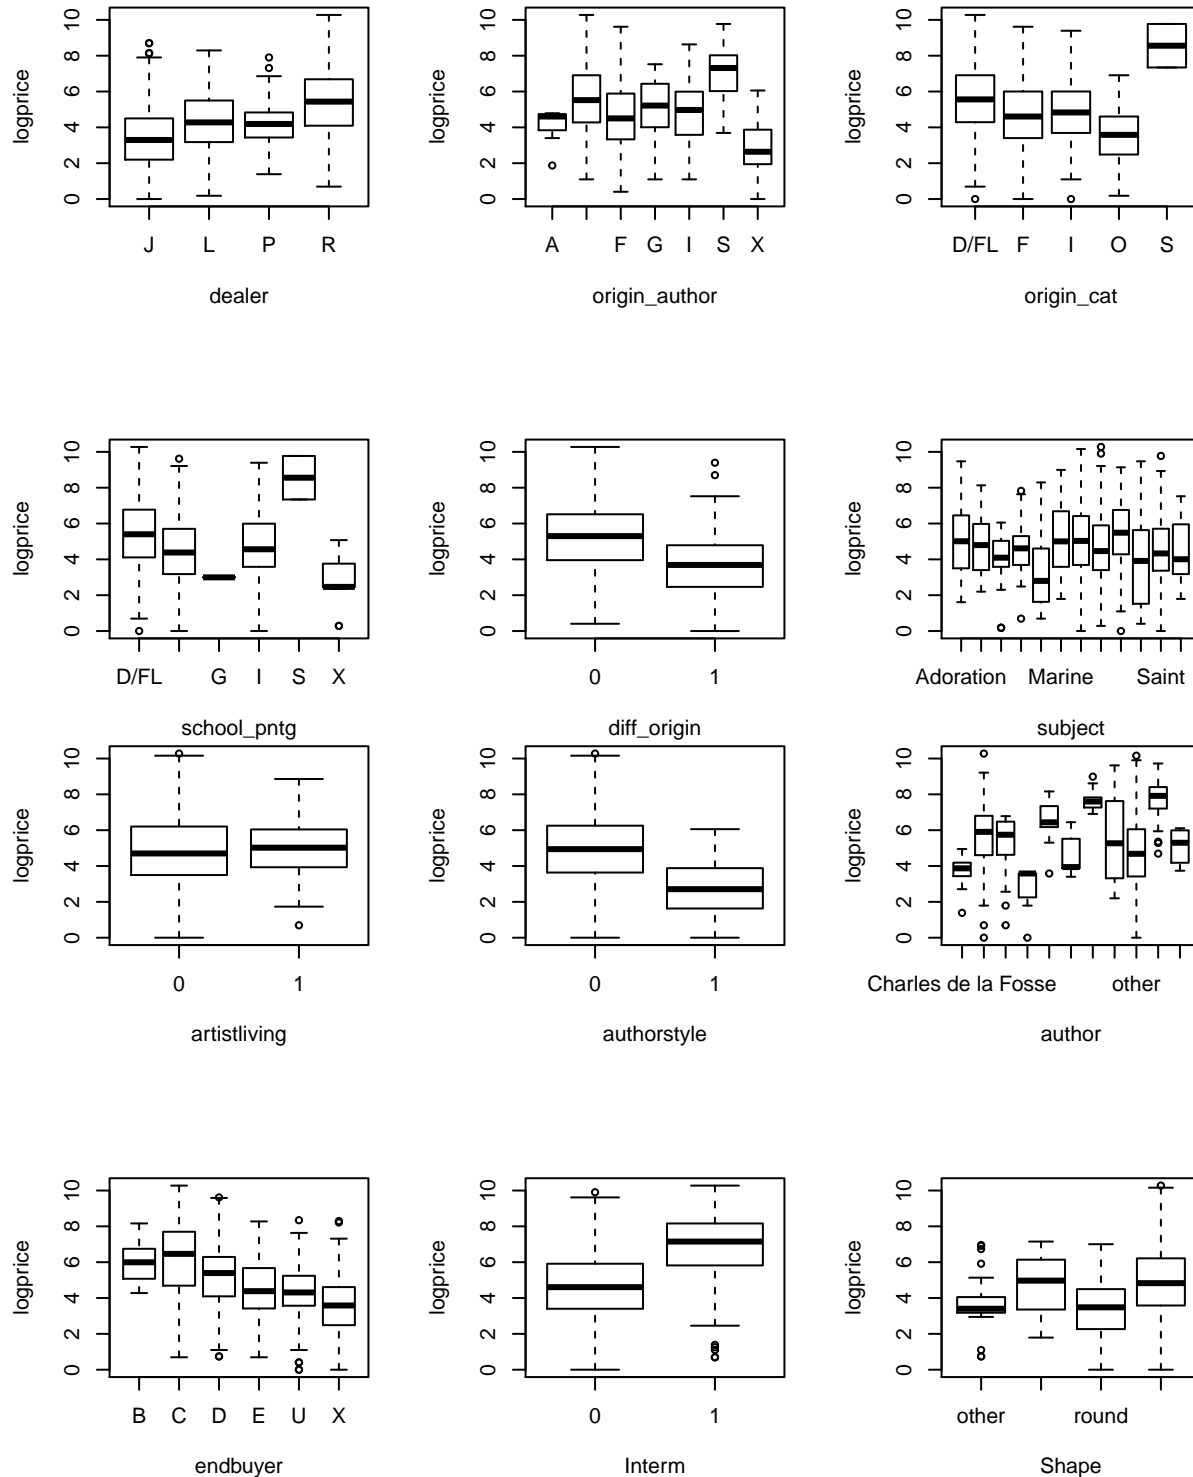 logprice
0 2 4 6 8 10
J L P R
dealer
logprice
0 2 4 6 8 10
A F G I S X
origin_author
logprice
0 2 4 6 8 10
D/FL F I O S
origin_cat
logprice
0 2 4 6 8 10
D/FL G I S X
school_pntg
logprice
0 2 4 6 8 10
0 1
diff_origin
logprice
0 2 4 6 8 10
Adoration Marine Saint
subject
logprice
0 2 4 6 8 10
0 1
artistliving
logprice
0 2 4 6 8 10
0 1
authorstyle
logprice
0 2 4 6 8 10
Charles de la Fosse other
author
logprice
0 2 4 6 8 10
B C D E U X
endbuyer
logprice
0 2 4 6 8 10
0 1
Interm
logprice
0 2 4 6 8 10
other round
Shape